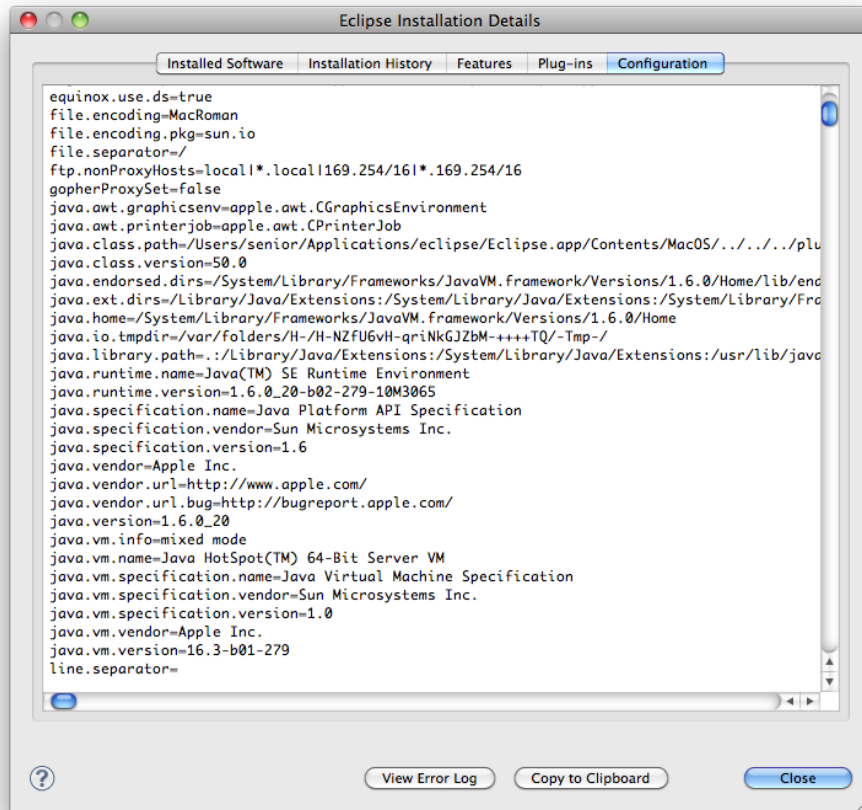 Eclipse Installation Details
Installed Software Installation History Features Plug-ins Configuration
equinox.use.ds=true
file.encoding=MacRoman
file.encoding.pkg=sun.io
file.separator=/
ftp.nonProxyHosts=local|*.local|169.254/16|*.169.254/16
gopherProxySet=false
java.awt.graphicsenv=apple.awt.CGraphicsEnvironment
java.awt.printerjob=apple.awt.CPrinterJob
java.class.path=/Users/senior/Applications/eclipse/Eclipse.app/Contents/MacOS/../../../plu
java.class.version=50.0
java.endorsed.dirs=/System/Library/Frameworks/JavaVM.framework/Versions/1.6.0/Home/lib/end
java.ext.dirs=/Library/Java/Extensions:/System/Library/Java/Extensions:/System/Library/Fra
java.home=/System/Library/Frameworks/JavaVM.framework/Versions/1.6.0/Home
java.io.tmpdir=/var/folders/H-/H-NZfU6vH-qriNkGJZbM-++++TQ/-Tmp-/
java.library.path=.:/Library/Java/Extensions:/System/Library/Java/Extensions:/usr/lib/java
java.runtime.name=Java(TM) SE Runtime Environment
java.runtime.version=1.6.0_20-b02-279-10M3065
java.specification.name=Java Platform API Specification
java.specification.vendor=Sun Microsystems Inc.
java.specification.version=1.6
java.vendor=Apple Inc.
java.vendor.url=http://www.apple.com/
java.vendor.url.bug=http://bugreport.apple.com/
java.version=1.6.0_20
java.vm.info=mixed mode
java.vm.name=Java HotSpot(TM) 64-Bit Server VM
java.vm.specification.name=Java Virtual Machine Specification
java.vm.specification.vendor=Sun Microsystems Inc.
java.vm.specification.version=1.0
java.vm.vendor=Apple Inc.
java.vm.version=16.3-b01-279
line.separator=
? View Error Log Copy to Clipboard Close